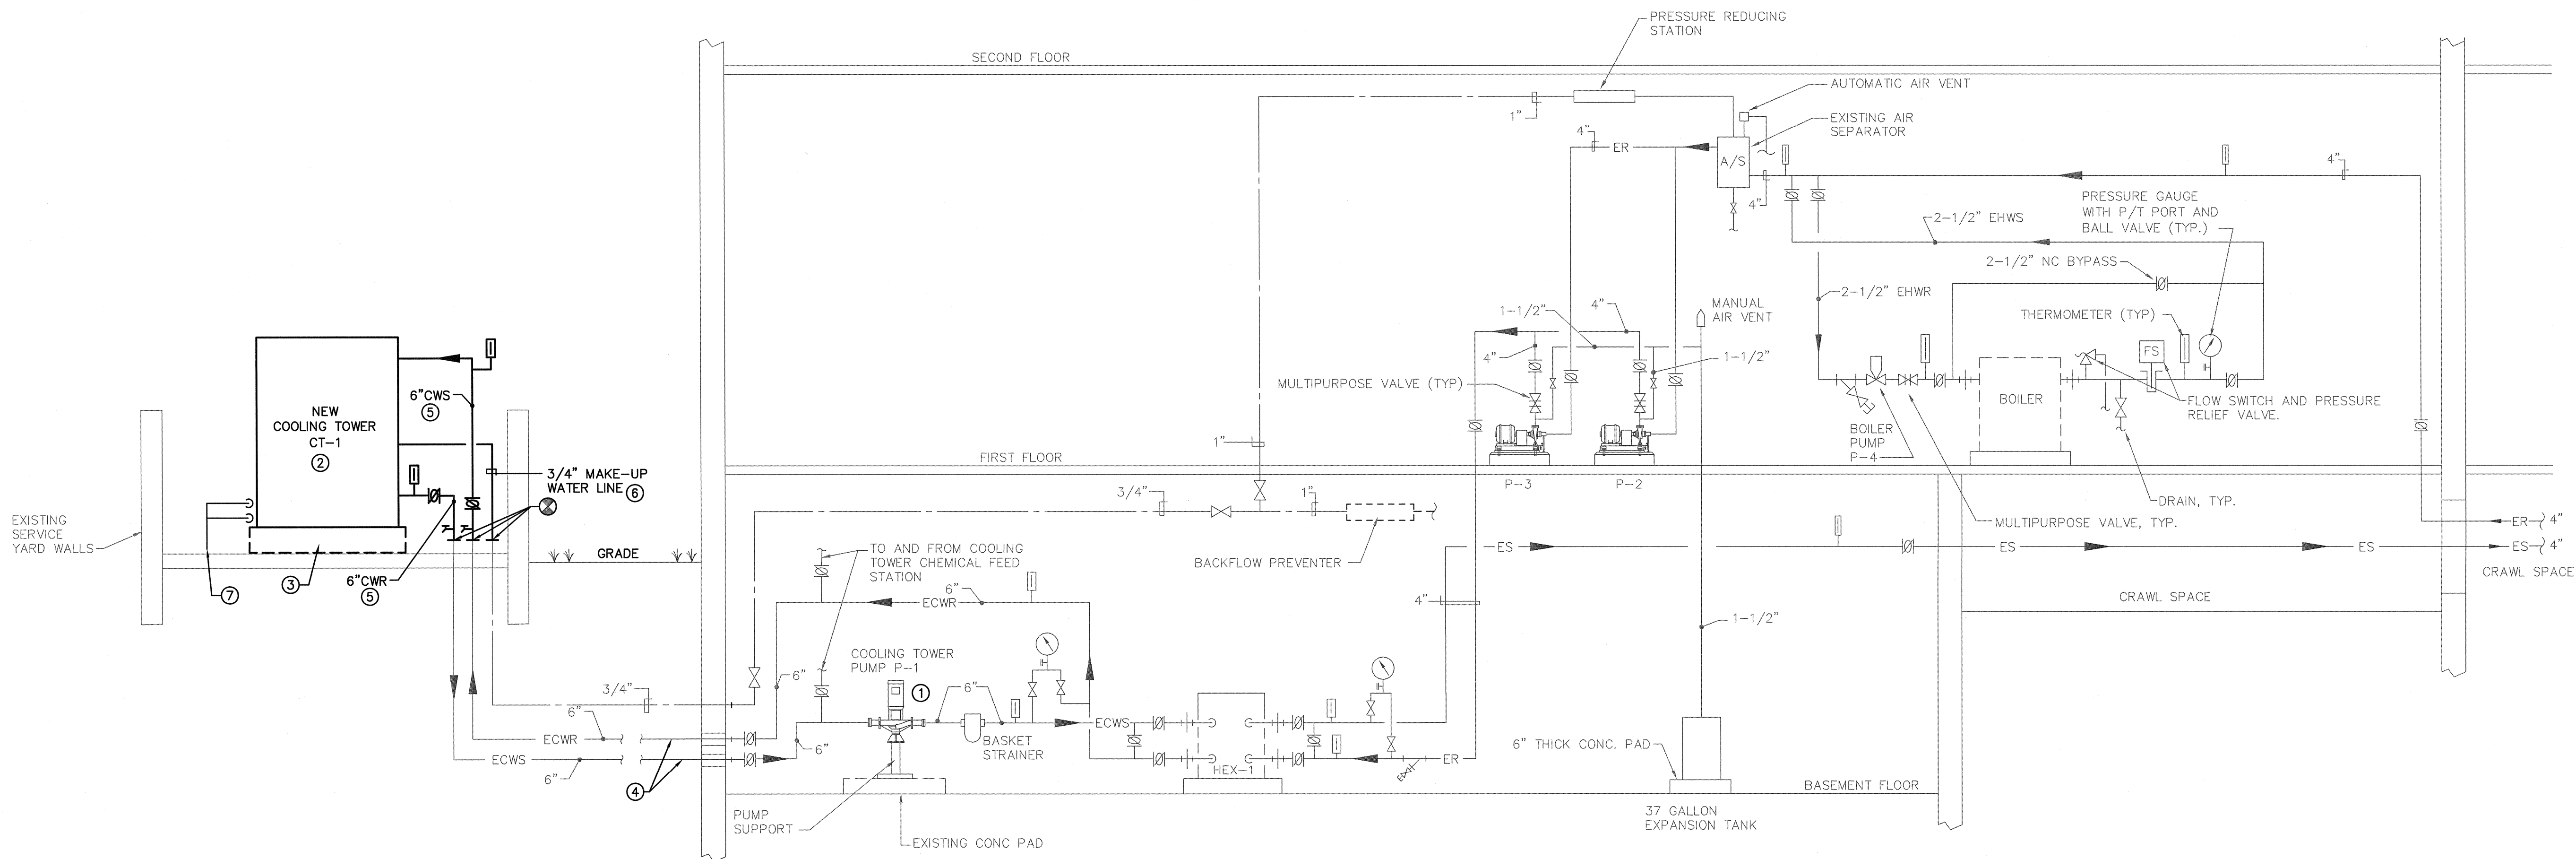 PRESSURE REDUCING
STATION
SECOND FLOOR
AUTOMATIC AIR VENT
EXISTING AIR
SEPARATOR
1"
4"
ER
A/S
4"
4"
PRESSURE GAUGE
WITH P/T PORT AND
BALL VALVE (TYP.)
2-1/2" EHWS
2-1/2" NC BYPASS
2-1/2" EHWR
MANUAL
AIR VENT
1-1/2"
4"
THERMOMETER (TYP)
FS
4"
1-1/2"
MULTIPURPOSE VALVE (TYP)
BOILER
FLOW SWITCH AND PRESSURE
RELIEF VALVE.
BOILER
PUMP
P-4
1"
FIRST FLOOR
P-3
P-2
DRAIN, TYP.
MULTIPURPOSE VALVE, TYP.
NEW
COOLING TOWER
CT-1
2
6"CWS
5
3/4" MAKE-UP
WATER LINE 6
EXISTING
SERVICE
YARD WALLS
3
7
6"CWR
5
GRADE
3/4"
1"
BACKFLOW PREVENTER
TO AND FROM COOLING
TOWER CHEMICAL FEED
STATION
ES
ES
ES
ER 4"
ES 4"
CRAWL SPACE
CRAWL SPACE
6"
ECWR
4"
1-1/2"
COOLING TOWER
PUMP P-1
1
6"
6"
3/4"
6"
ECWR
ECWS
6"
4
6"
ECWS
BASKET
STRAINER
HEX-1
ER
6" THICK CONC. PAD
BASEMENT FLOOR
PUMP
SUPPORT
EXISTING CONC PAD
37 GALLON
EXPANSION TANK